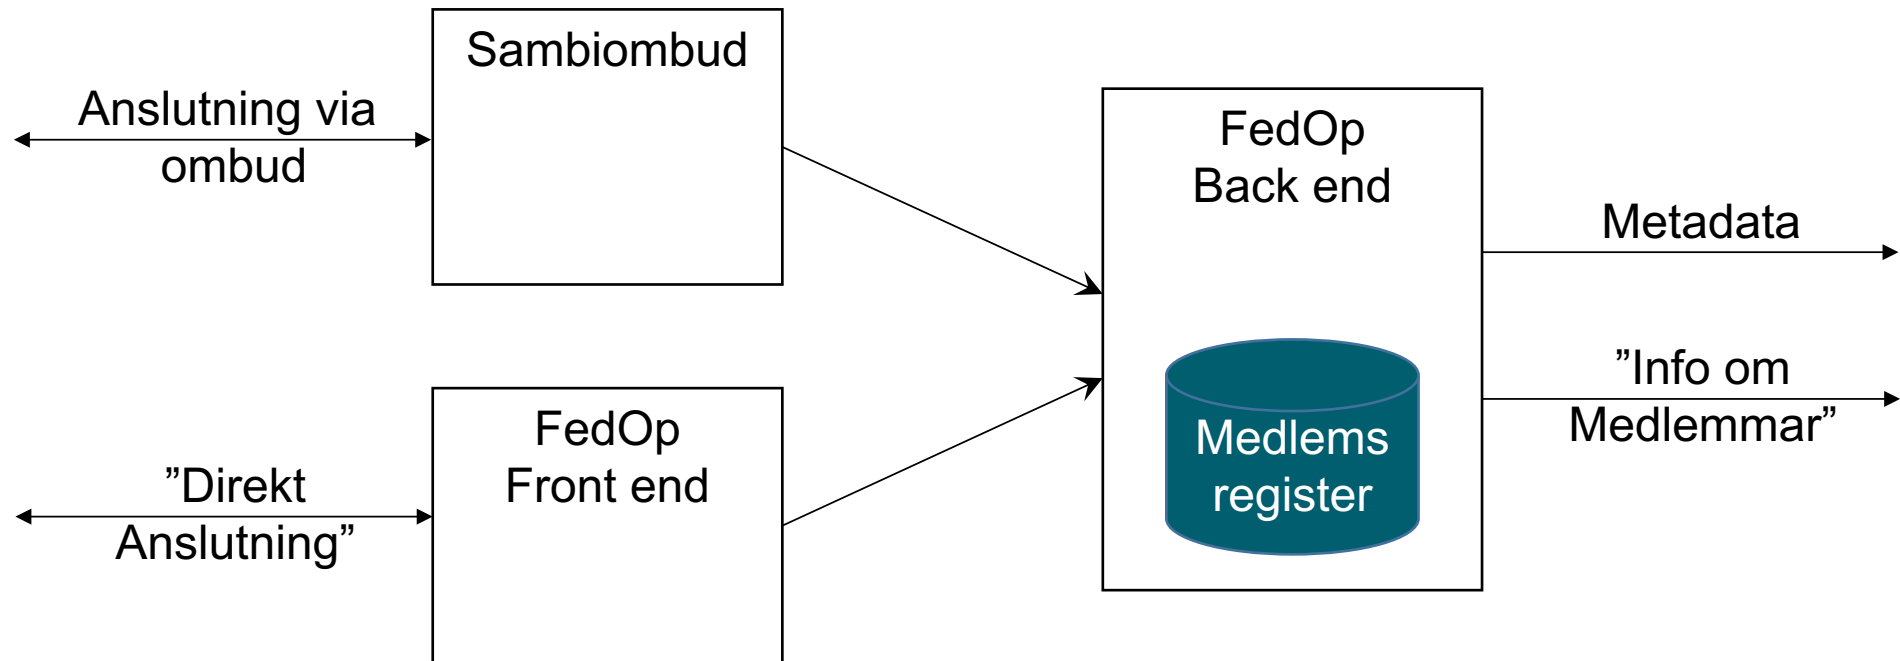 Sambiombud
Anslutning via
ombud
FedOp
Back end
Metadata
”Info om
Medlemmar”
Medlems
register
FedOp
Front end
”Direkt
Anslutning”